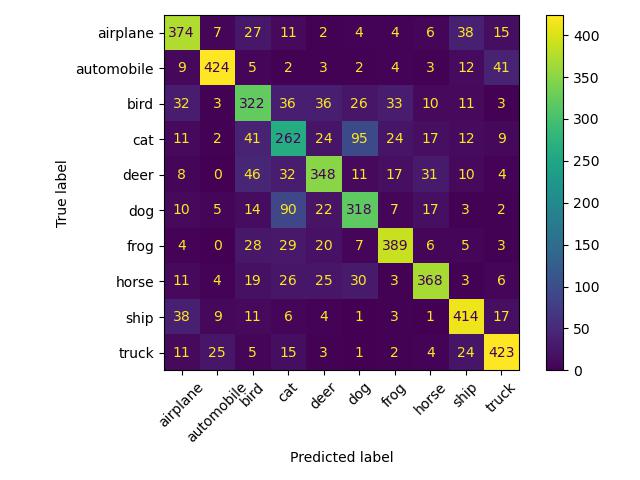 airplane 374 7 27 11 2 4 4 6 38 15
automobile 9 424 5 2 3 2 4 3 12 41
bird 32 3 322 36 36 26 33 10 11 3
cat 11 2 41 262 24 95 24 17 12 9
deer 8 0 46 32 348 11 17 31 10 4
dog 10 5 14 90 22 318 7 17 3 2
frog 4 0 28 29 20 7 389 6 5 3
horse 11 4 19 26 25 30 3 368 3 6
ship 38 9 11 6 4 1 3 1 414 17
truck 11 25 5 15 3 1 2 4 24 423
airplane automobile bird cat deer dog frog horse ship truck
Predicted label
True label
400
350
300
250
200
150
100
50
0